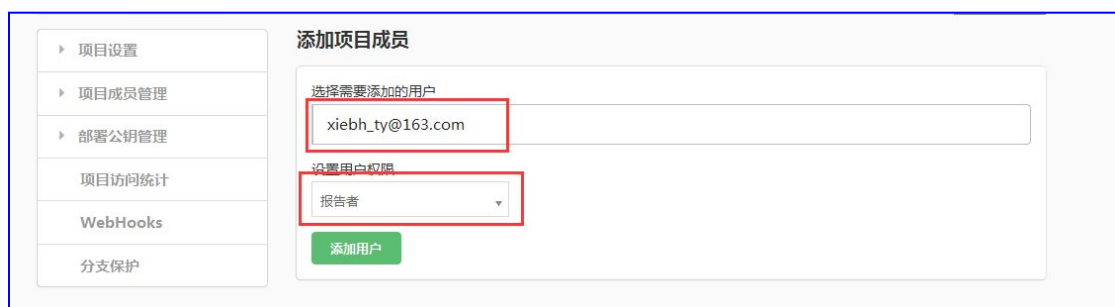 项目设置
项目成员管理
部署公钥管理
项目访问统计
WebHooks
分支保护
添加项目成员
选择需要添加的用户
xiebh_ty@163.com
设置用户权限
报告者
添加用户